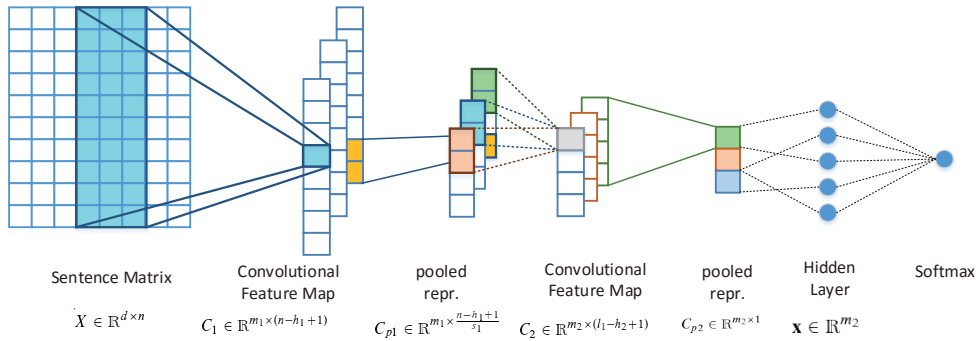 Sentence Matrix
X ∈ ℝ^{d×n}
Convolutional
Feature Map
C_1 ∈ ℝ^{m_1×(n−h_1+1)}
pooled
repr.
C_{p1} ∈ ℝ^{m_1×\frac{n−h_1+1}{s_1}}
Convolutional
Feature Map
C_2 ∈ ℝ^{m_2×(l_1−h_2+1)}
pooled
repr.
C_{p2} ∈ ℝ^{m_2×1}
Hidden
Layer
𝐱 ∈ ℝ^{m_2}
Softmax